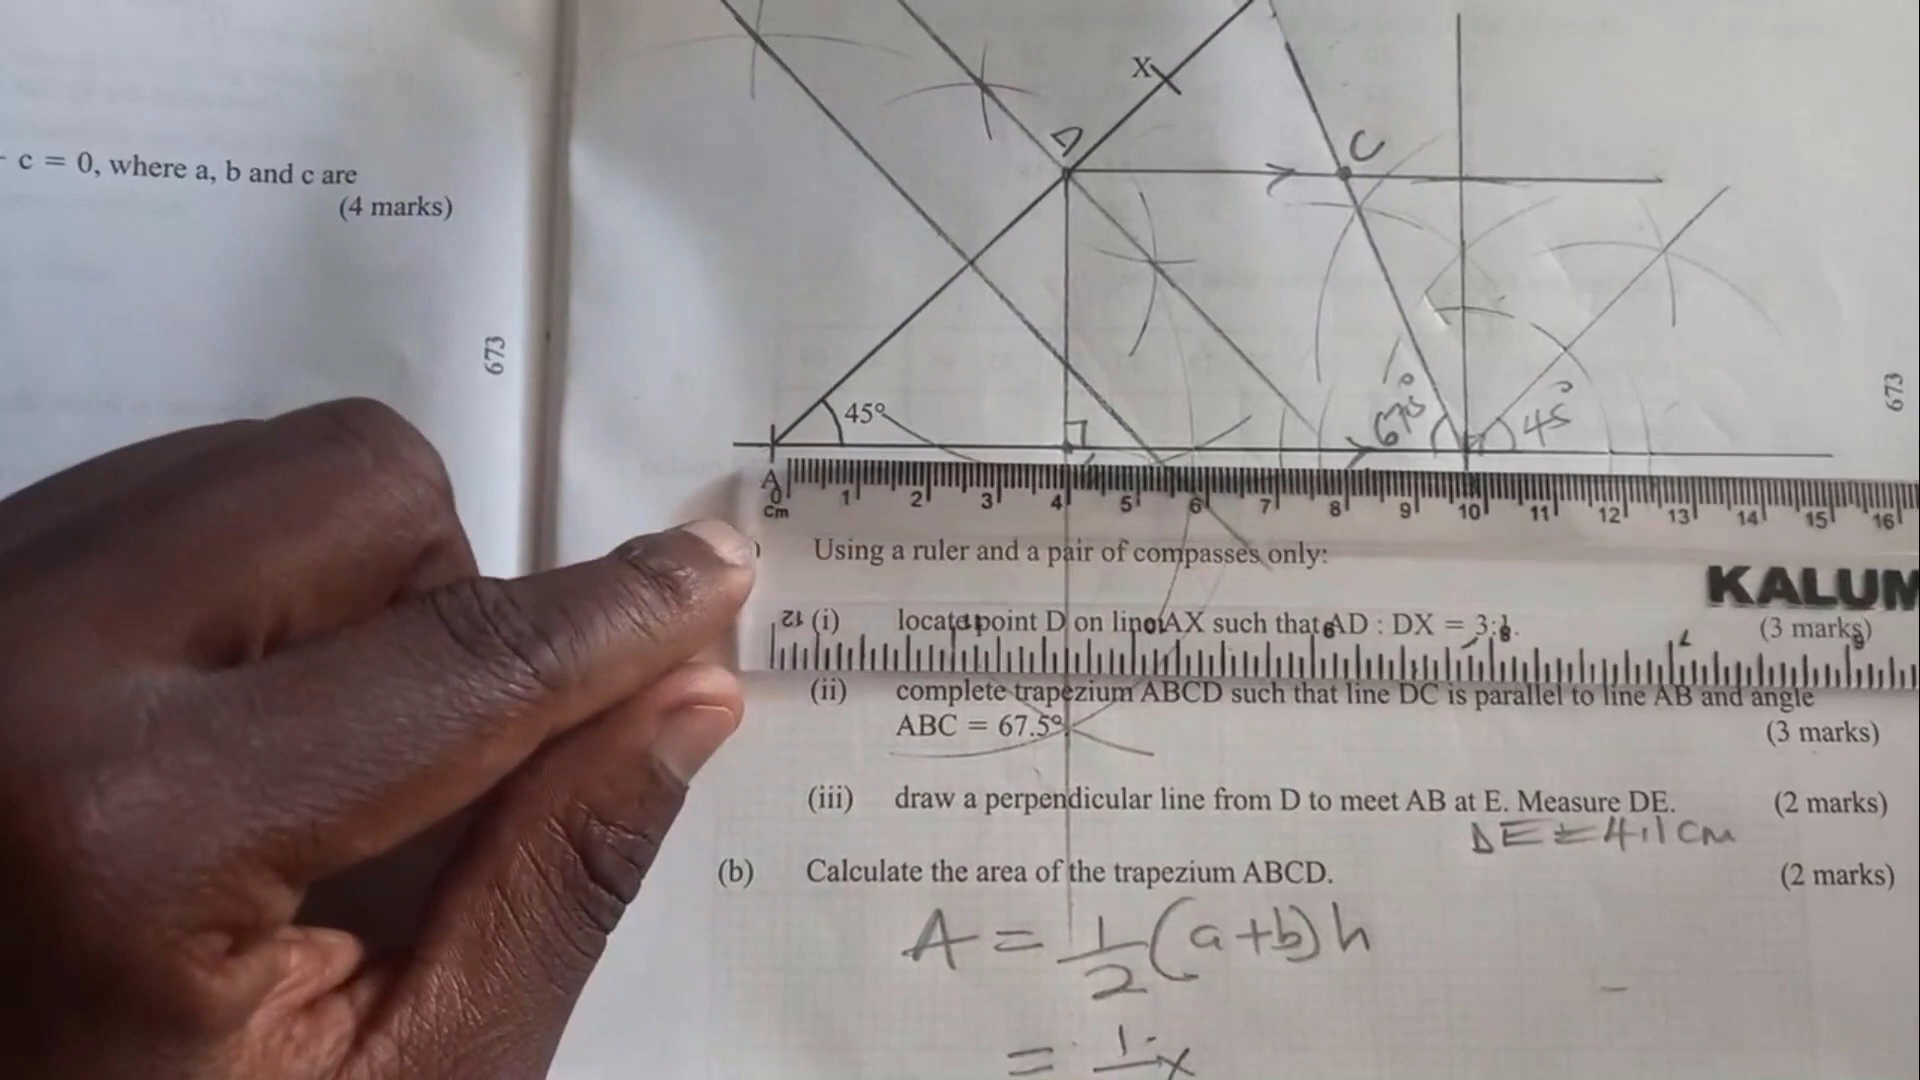 c = 0, where a, b and c are
(4 marks)
673
X
D
C
45°
67.5°
45°
673
A
0 1 2 3 4 5 6 7 8 9 10 11 12 13 14 15 16
Cm
Using a ruler and a pair of compasses only:
KALUM
(i) locate point D on line AX such that AD : DX = 3:1. (3 marks)
(ii) complete trapezium ABCD such that line DC is parallel to line AB and angle
ABC = 67.5° (3 marks)
(iii) draw a perpendicular line from D to meet AB at E. Measure DE. (2 marks)
DE = 4.1 cm
(b) Calculate the area of the trapezium ABCD. (2 marks)
A = 1/2 (a+b) h
= 1/ x